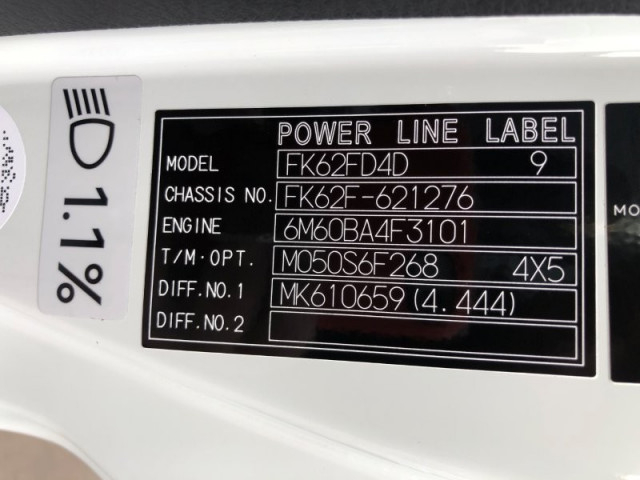 1.1%
POWER LINE LABEL
MODEL FK62FD4D 9
CHASSIS NO. FK62F-621276
ENGINE 6M60BA4F3101
T/M·OPT. M050S6F268 4X5
DIFF.NO.1 MK610659(4.444)
DIFF.NO.2
MO